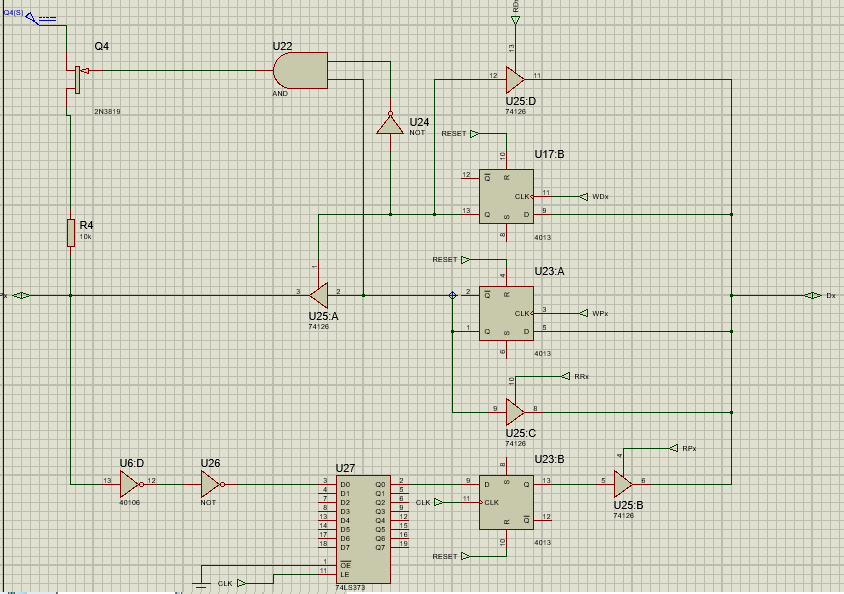 Q4(S)
RDx
Q4
2N3819
U22
AND
U24
NOT
13
12
11
U25:D
74126
RESET
U17:B
10
12
Q
R
CLK
11
WDx
13
Q
S
D
9
8
4013
R4
10k
RESET
U23:A
4
Px
3
1
2
U25:A
74126
2
Q
R
CLK
3
WPx
1
Q
S
D
5
6
4013
RRx
10
9
8
U25:C
74126
U6:D
13
12
40106
U26
NOT
U27
3
D0
Q0
2
4
D1
Q1
5
7
D2
Q2
6
8
D3
Q3
9
13
D4
Q4
12
14
D5
Q5
15
17
D6
Q6
16
18
D7
Q7
19
1
OE
11
LE
74LS373
CLK
U23:B
8
9
D
S
Q
13
CLK
11
CLK
R
Q
12
10
4013
RESET
RPx
4
5
6
U25:B
74126
Dx